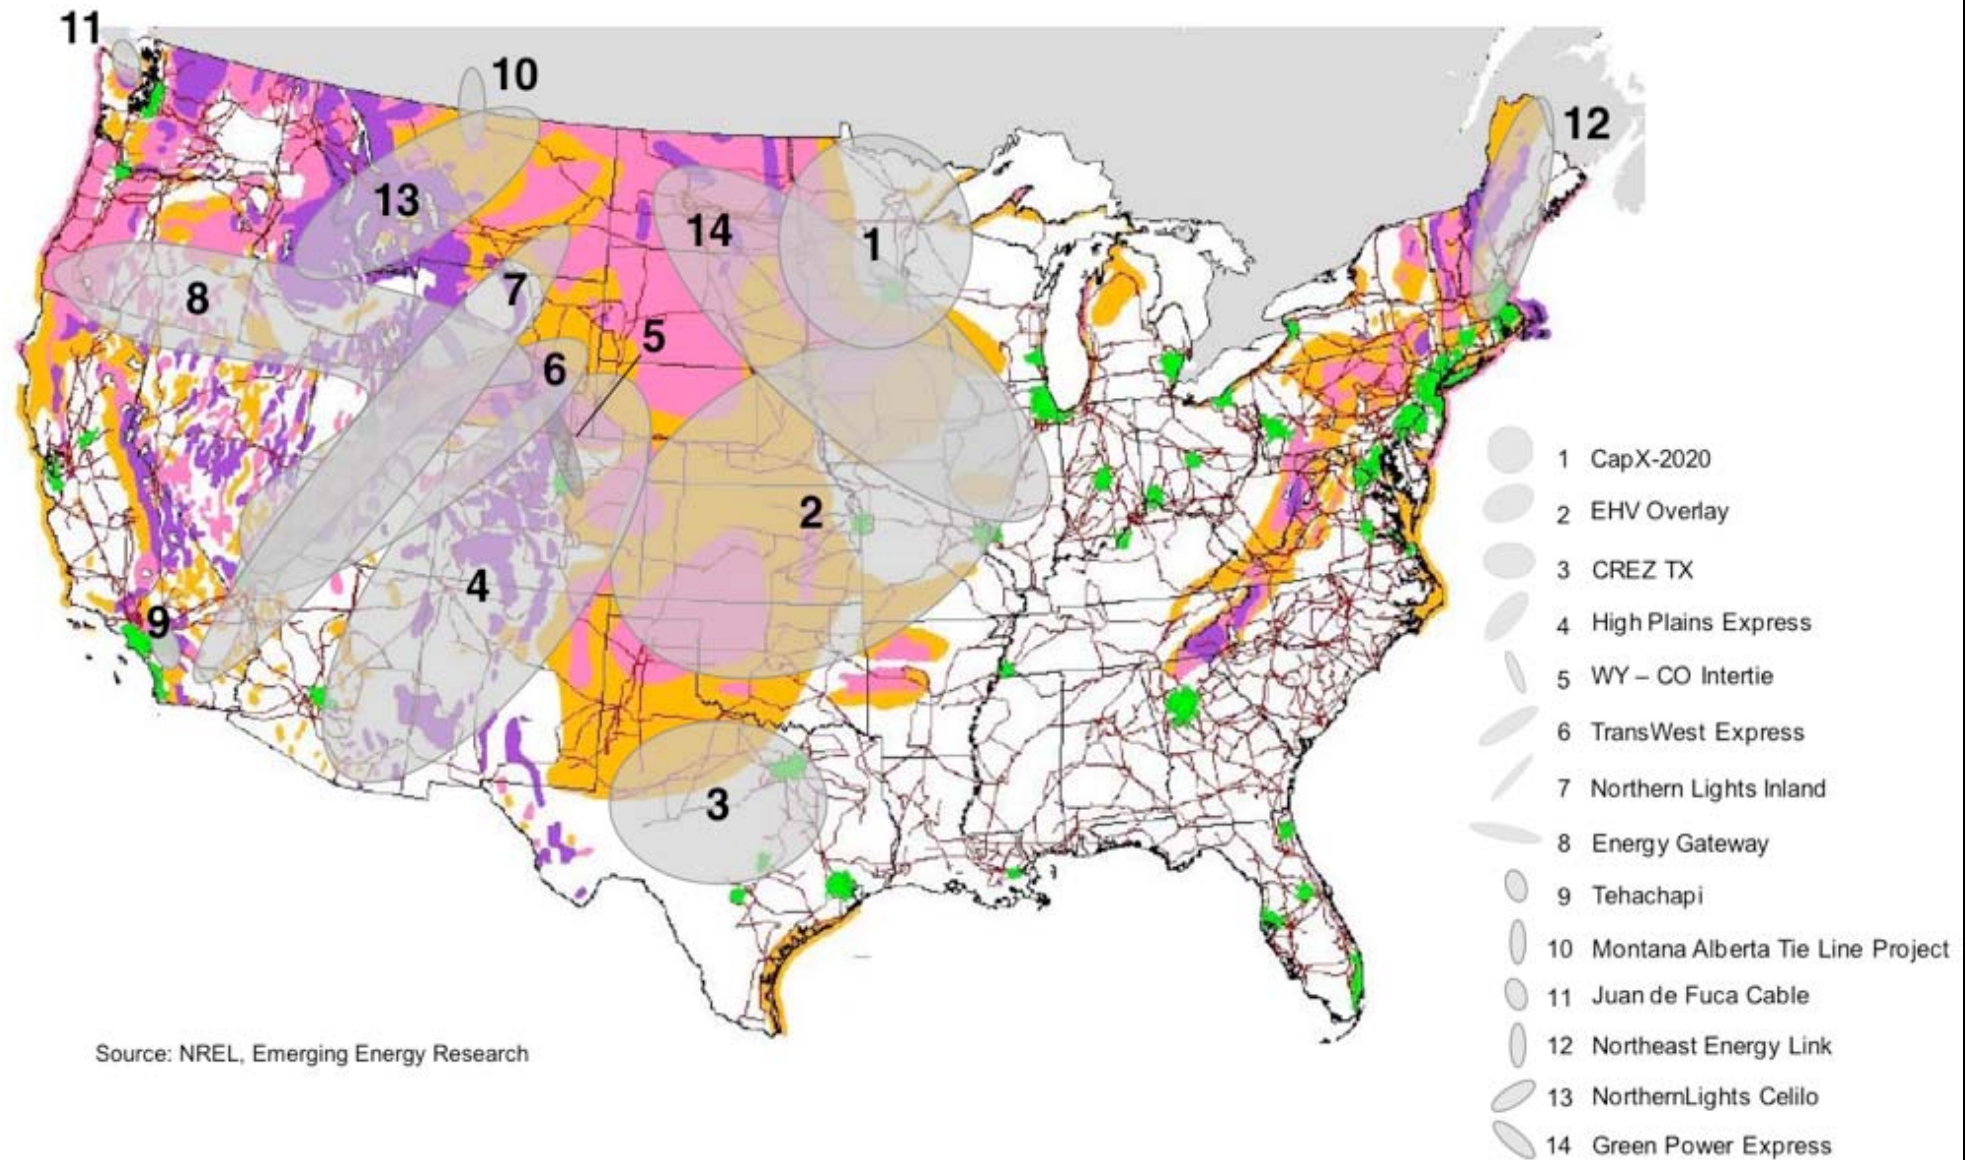 11
10
12
13
14
1
7
8
5
6
2
4
9
3
1 CapX-2020
2 EHV Overlay
3 CREZ TX
4 High Plains Express
5 WY – CO Intertie
6 TransWest Express
7 Northern Lights Inland
8 Energy Gateway
9 Tehachapi
10 Montana Alberta Tie Line Project
11 Juan de Fuca Cable
12 Northeast Energy Link
13 NorthernLights Celilo
14 Green Power Express
Source: NREL, Emerging Energy Research